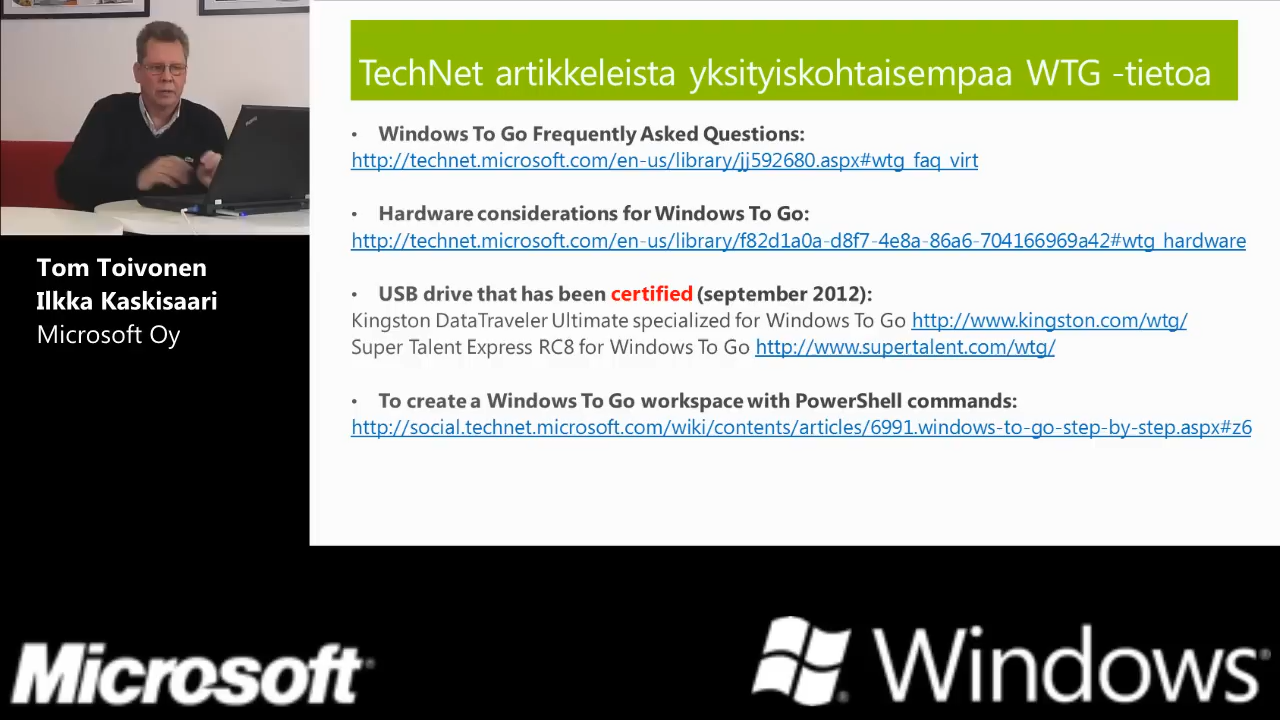 TechNet artikkeleista yksityiskohtaisempaa WTG -tietoa
• Windows To Go Frequently Asked Questions:
http://technet.microsoft.com/en-us/library/jj592680.aspx#wtg_faq_virt
• Hardware considerations for Windows To Go:
http://technet.microsoft.com/en-us/library/f82d1a0a-d8f7-4e8a-86a6-704166969a42#wtg_hardware
• USB drive that has been certified (september 2012):
Kingston DataTraveler Ultimate specialized for Windows To Go http://www.kingston.com/wtg/
Super Talent Express RC8 for Windows To Go http://www.supertalent.com/wtg/
• To create a Windows To Go workspace with PowerShell commands:
http://social.technet.microsoft.com/wiki/contents/articles/6991.windows-to-go-step-by-step.aspx#z6
Tom Toivonen
Ilkka Kaskisaari
Microsoft Oy
Microsoft®
Windows®